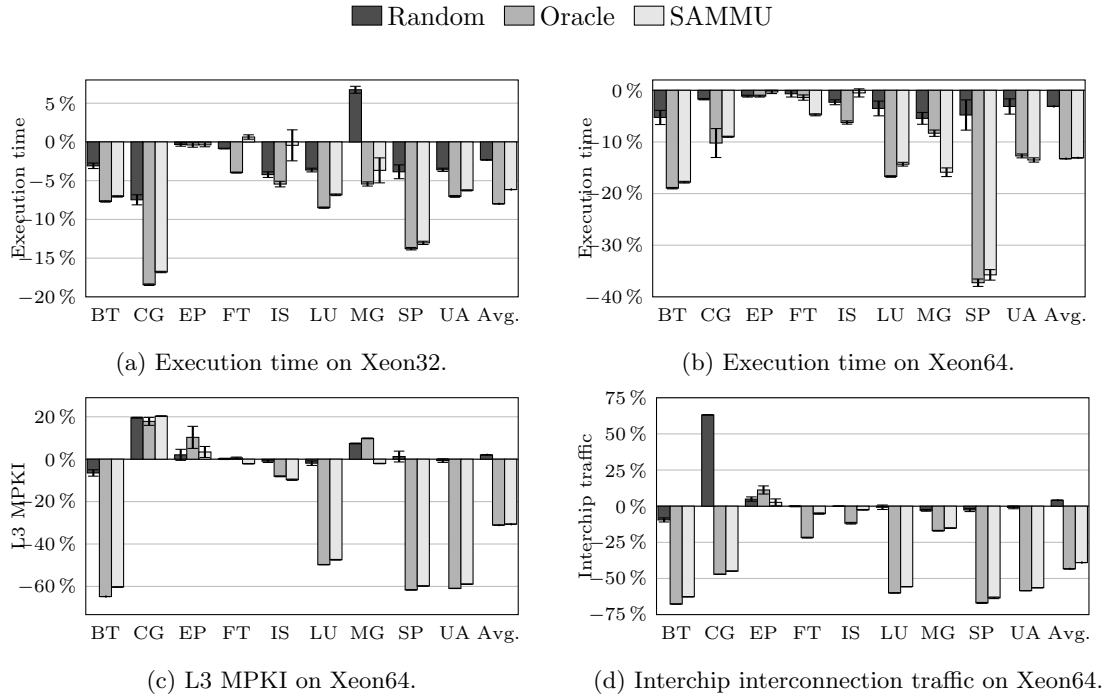 Random Oracle SAMMU
Execution time
5 %
0 %
−5 %
−10 %
−15 %
−20 %
BT CG EP FT IS LU MG SP UA Avg.
(a) Execution time on Xeon32.
Execution time
0 %
−10 %
−20 %
−30 %
−40 %
BT CG EP FT IS LU MG SP UA Avg.
(b) Execution time on Xeon64.
L3 MPKI
20 %
0 %
−20 %
−40 %
−60 %
BT CG EP FT IS LU MG SP UA Avg.
(c) L3 MPKI on Xeon64.
Interchip traffic
75 %
50 %
25 %
0 %
−25 %
−50 %
−75 %
BT CG EP FT IS LU MG SP UA Avg.
(d) Interchip interconnection traffic on Xeon64.